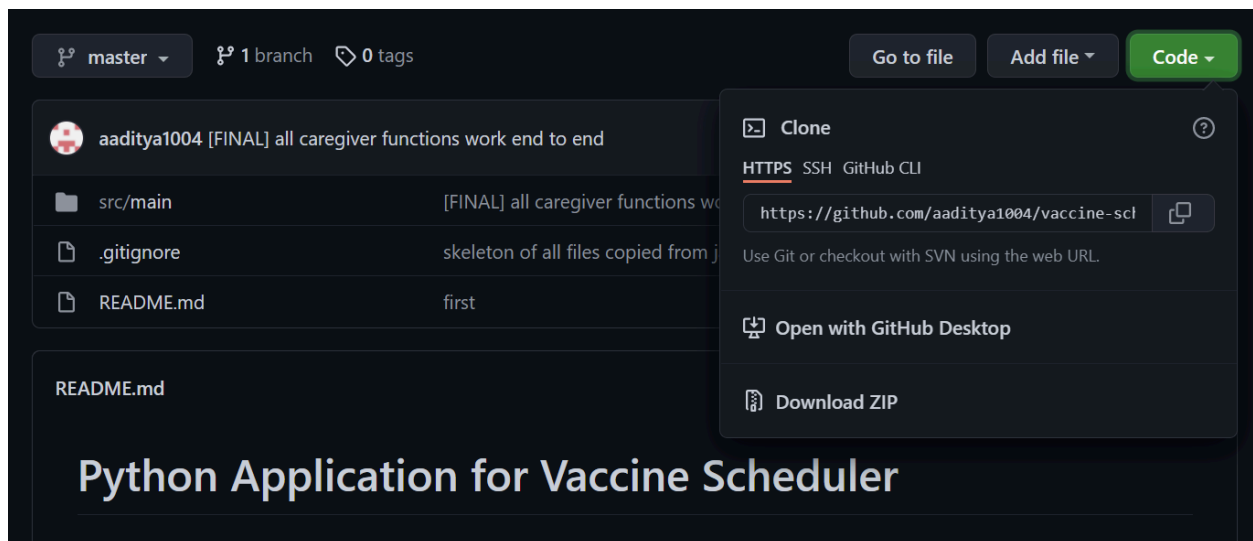 master 1 branch 0 tags Go to file Add file Code
aaditya1004 [FINAL] all caregiver functions work end to end
src/main [FINAL] all caregiver functions
.gitignore skeleton of all files copied from
README.md first
Clone
HTTPS SSH GitHub CLI
https://github.com/aaditya1004/vaccine-sch
Use Git or checkout with SVN using the web URL.
Open with GitHub Desktop
Download ZIP
README.md
Python Application for Vaccine Scheduler